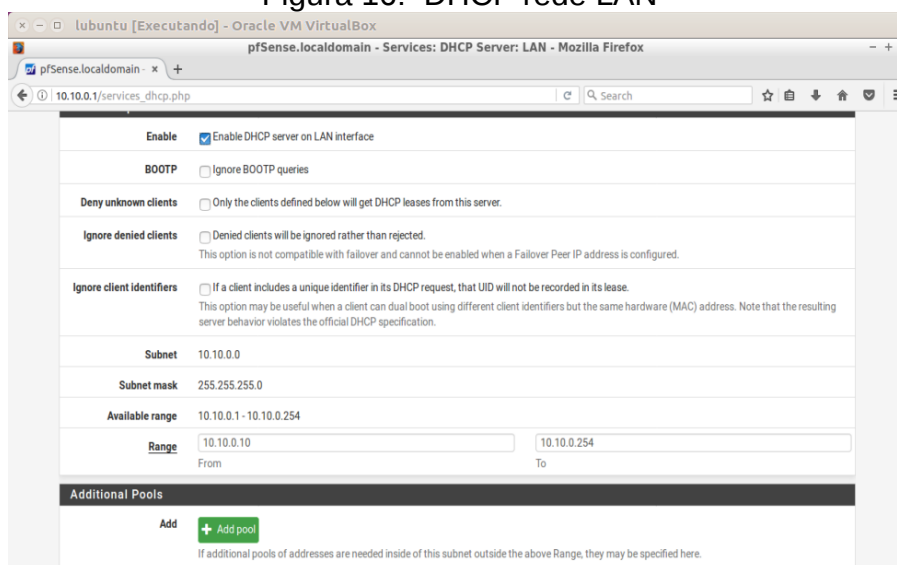 Figura 10: DHCP rede LAN
lubuntu [Executando] - Oracle VM VirtualBox
pfSense.localdomain - Services: DHCP Server: LAN - Mozilla Firefox
pfSense.localdomain -
10.10.0.1/services_dhcp.php
Search
Enable
Enable DHCP server on LAN interface
BOOTP
Ignore BOOTP queries
Deny unknown clients
Only the clients defined below will get DHCP leases from this server.
Ignore denied clients
Denied clients will be ignored rather than rejected.
This option is not compatible with failover and cannot be enabled when a Failover Peer IP address is configured.
Ignore client identifiers
If a client includes a unique identifier in its DHCP request, that UID will not be recorded in its lease.
This option may be useful when a client can dual boot using different client identifiers but the same hardware (MAC) address. Note that the resulting
server behavior violates the official DHCP specification.
Subnet
10.10.0.0
Subnet mask
255.255.255.0
Available range
10.10.0.1 - 10.10.0.254
Range
10.10.0.10
10.10.0.254
From
To
Additional Pools
Add
Add pool
If additional pools of addresses are needed inside of this subnet outside the above Range, they may be specified here.